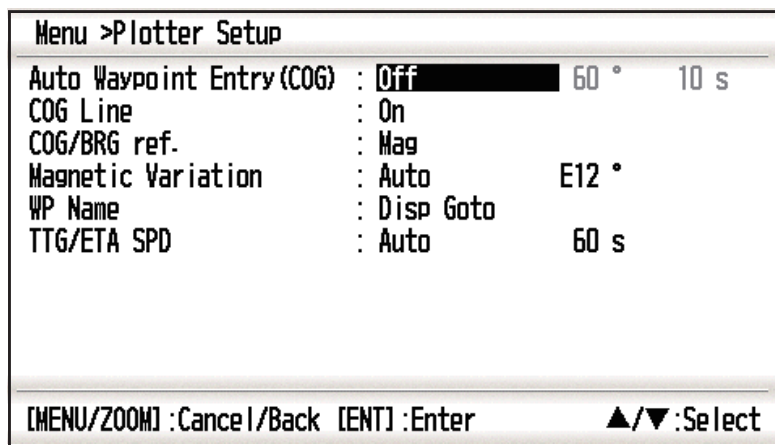 Menu >Plotter Setup
Auto Waypoint Entry(COG) : Off 60 ° 10 s
COG Line : On
COG/BRG ref. : Mag
Magnetic Variation : Auto E12 °
WP Name : Disp Goto
TTG/ETA SPD : Auto 60 s
[MENU/ZOOM]:Cancel/Back [ENT]:Enter ▲/▼:Select